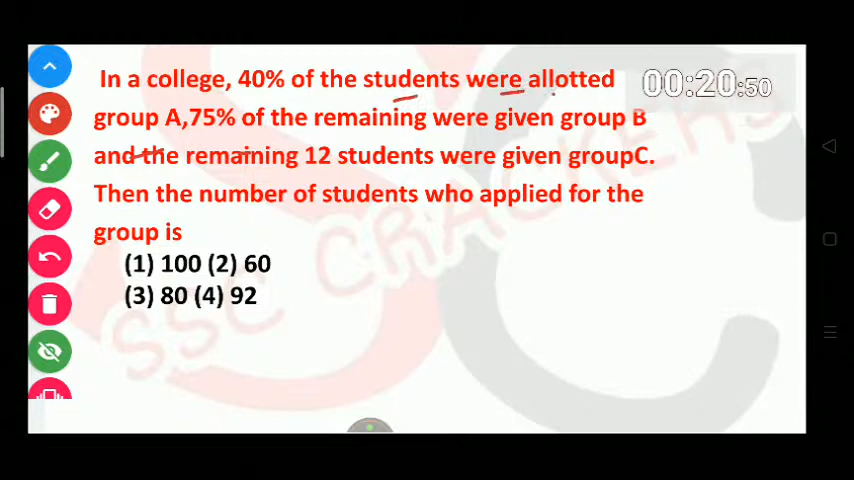 00:20:50
In a college, 40% of the students were allotted
group A,75% of the remaining were given group B
and the remaining 12 students were given groupC.
Then the number of students who applied for the
group is
(1) 100 (2) 60
(3) 80 (4) 92
SSC CRACKERS